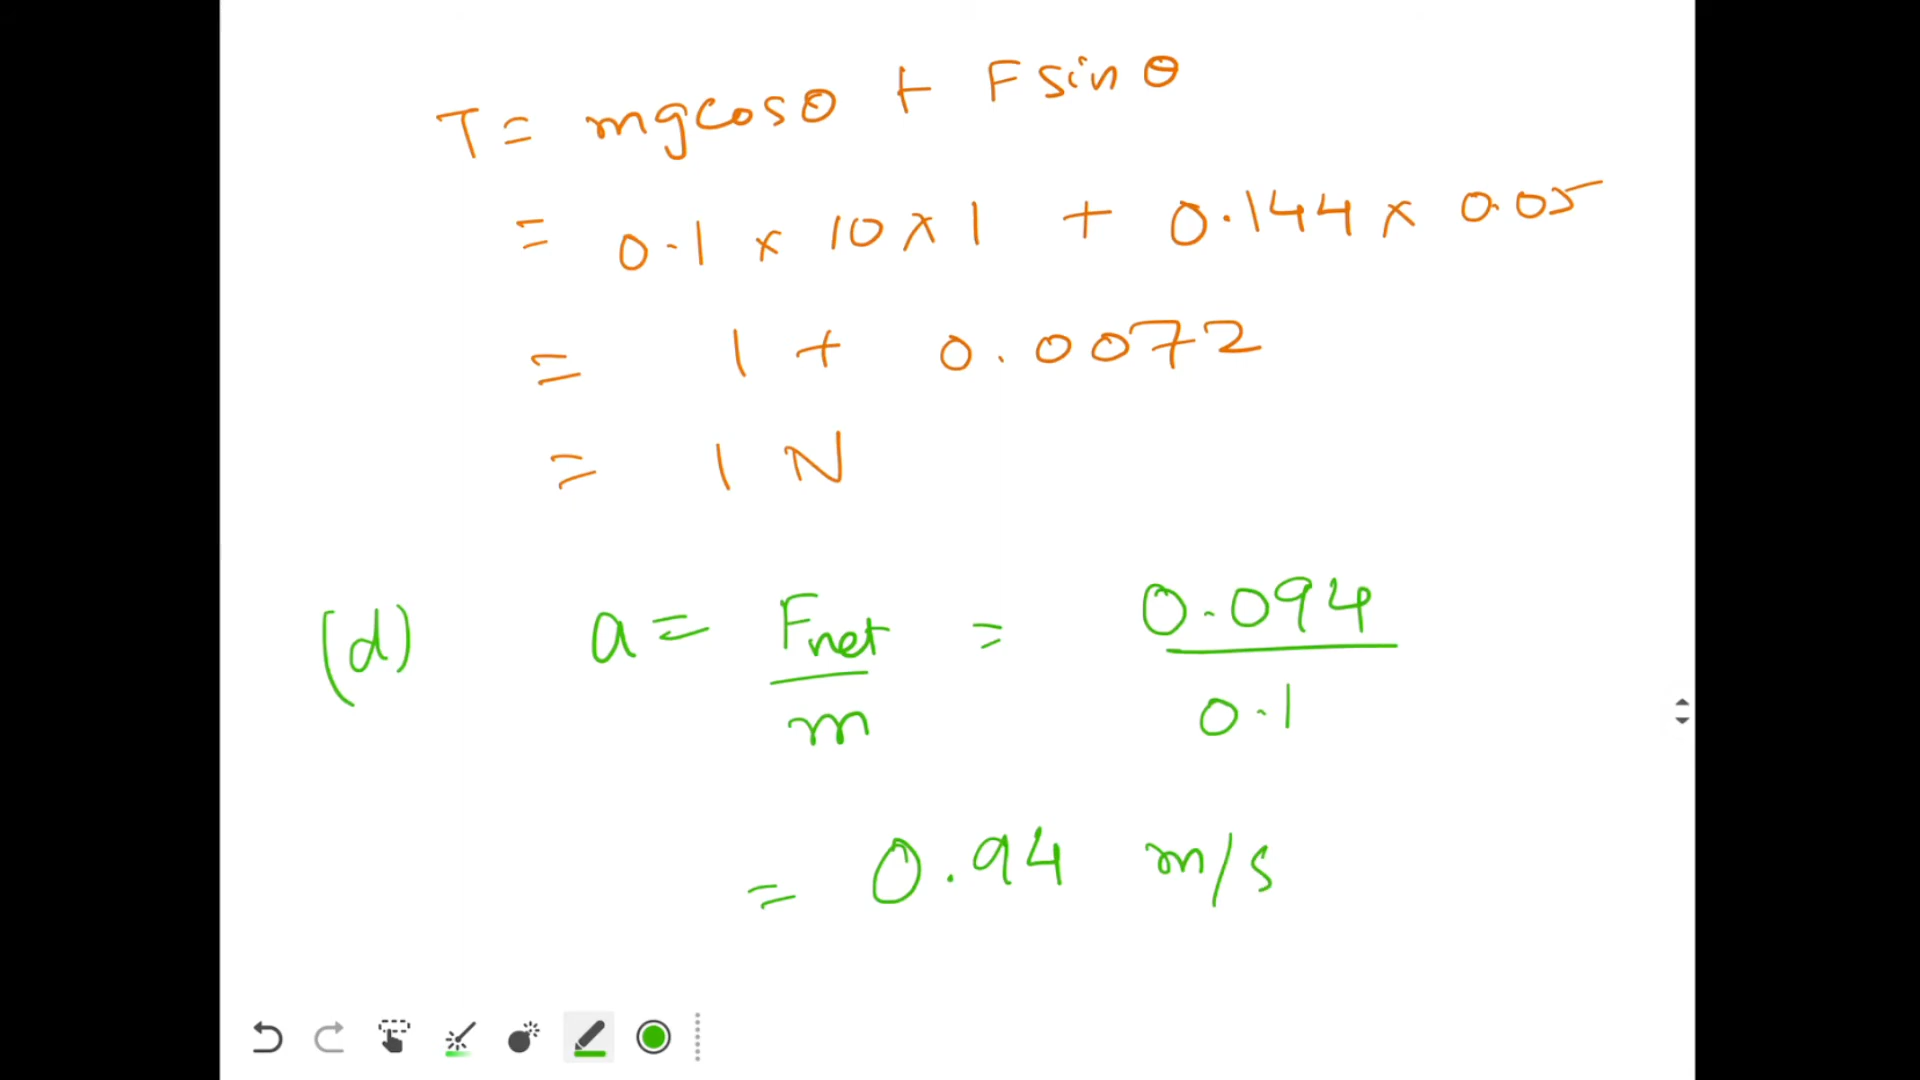 T = mgcosθ + Fsinθ
= 0.1 × 10 × 1 + 0.144 × 0.05
= 1 + 0.0072
= 1 N
(d) a = Fnet/m = 0.094/0.1
= 0.94 m/s